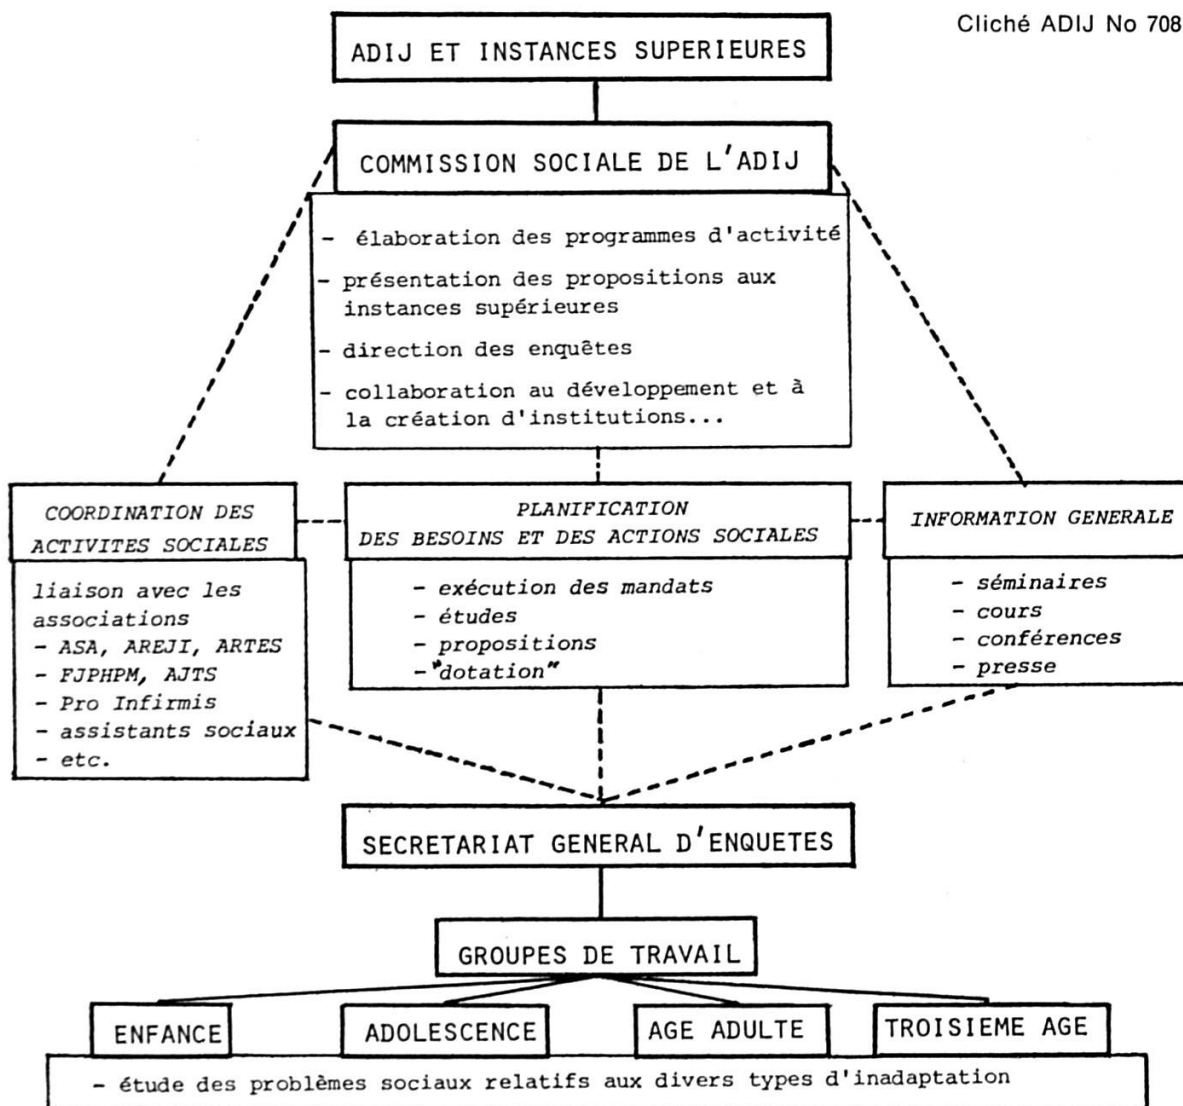 Cliché ADIJ No 708
ADIJ ET INSTANCES SUPERIEURES
COMMISSION SOCIALE DE L'ADIJ
- élaboration des programmes d'activité
- présentation des propositions aux
instances supérieures
- direction des enquêtes
- collaboration au développement et à
la création d'institutions...
COORDINATION DES
ACTIVITES SOCIALES
liaison avec les
associations
- ASA, AREJI, ARTES
- FJPHPM, AJTS
- Pro Infirmis
- assistants sociaux
- etc.
PLANIFICATION
DES BESOINS ET DES ACTIONS SOCIALES
- exécution des mandats
- études
- propositions
- "dotation"
INFORMATION GENERALE
- séminaires
- cours
- conférences
- presse
SECRETARIAT GENERAL D'ENQUETES
GROUPES DE TRAVAIL
ENFANCE
ADOLESCENCE
AGE ADULTE
TROISIEME AGE
- étude des problèmes sociaux relatifs aux divers types d'inadaptation